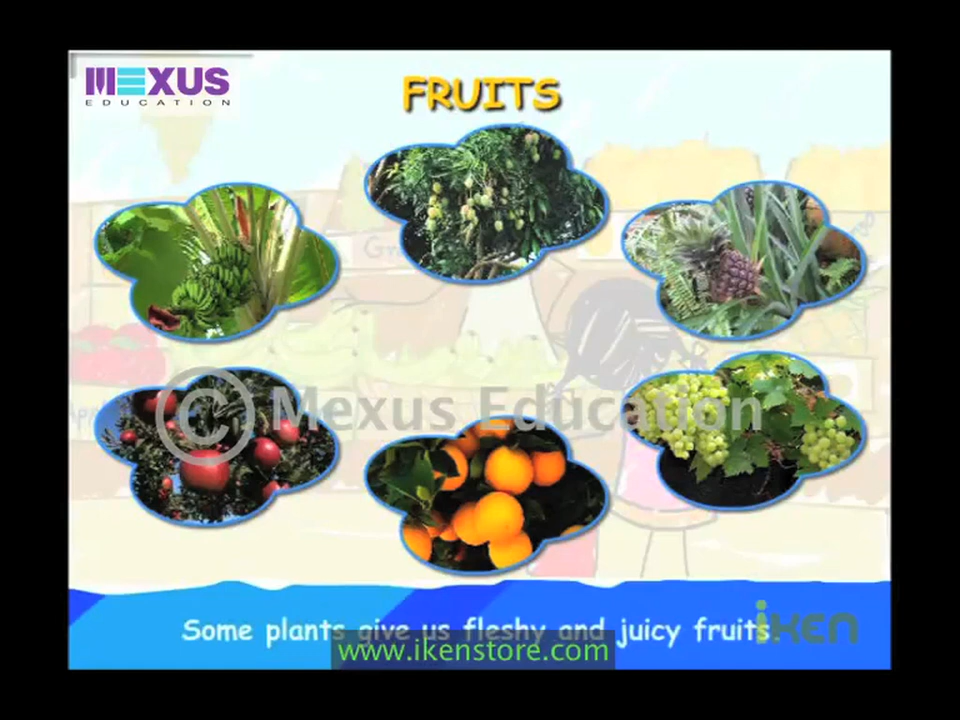 MEXUS
EDUCATION
FRUITS
© Mexus Education
Some plants give us fleshy and juicy fruits.
iKEN
www.ikenstore.com